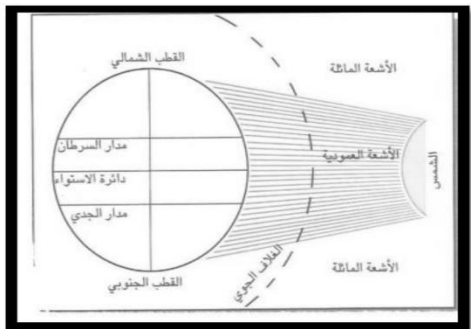 القطب الشمالي
الأشعة المائلة
مدار السرطان
الأشعة العمودية
الشمس
دائرة الاستواء
مدار الجدي
الغلاف الجوي
الأشعة المائلة
القطب الجنوبي